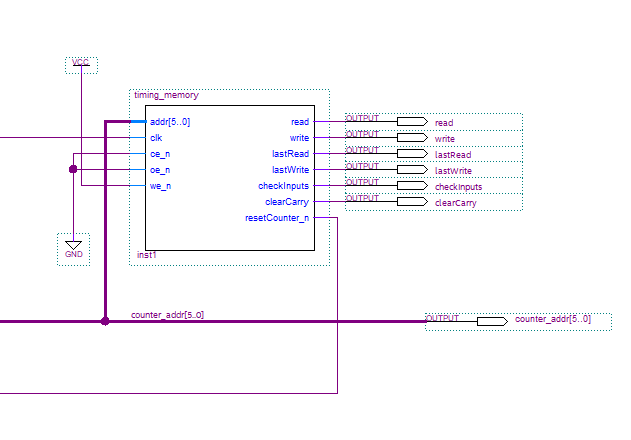 VCC
timing_memory
addr[5..0]
clk
ce_n
oe_n
we_n
read
write
lastRead
lastWrite
checkInputs
clearCarry
resetCounter_n
inst1
GND
OUTPUT read
OUTPUT write
OUTPUT lastRead
OUTPUT lastWrite
OUTPUT checkInputs
OUTPUT clearCarry
counter_addr[5..0]
OUTPUT counter_addr[5..0]